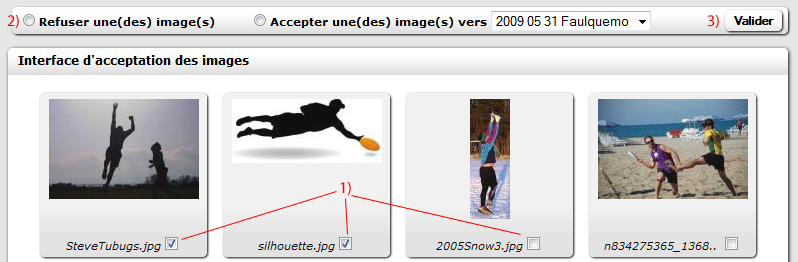 2) Refuser une(des) image(s) Accepter une(des) image(s) vers 2009 05 31 Faulquemo 3) Valider
Interface d'acceptation des images
1)
SteveTubugs.jpg silhouette.jpg 2005Snow3.jpg n834275365_1368..